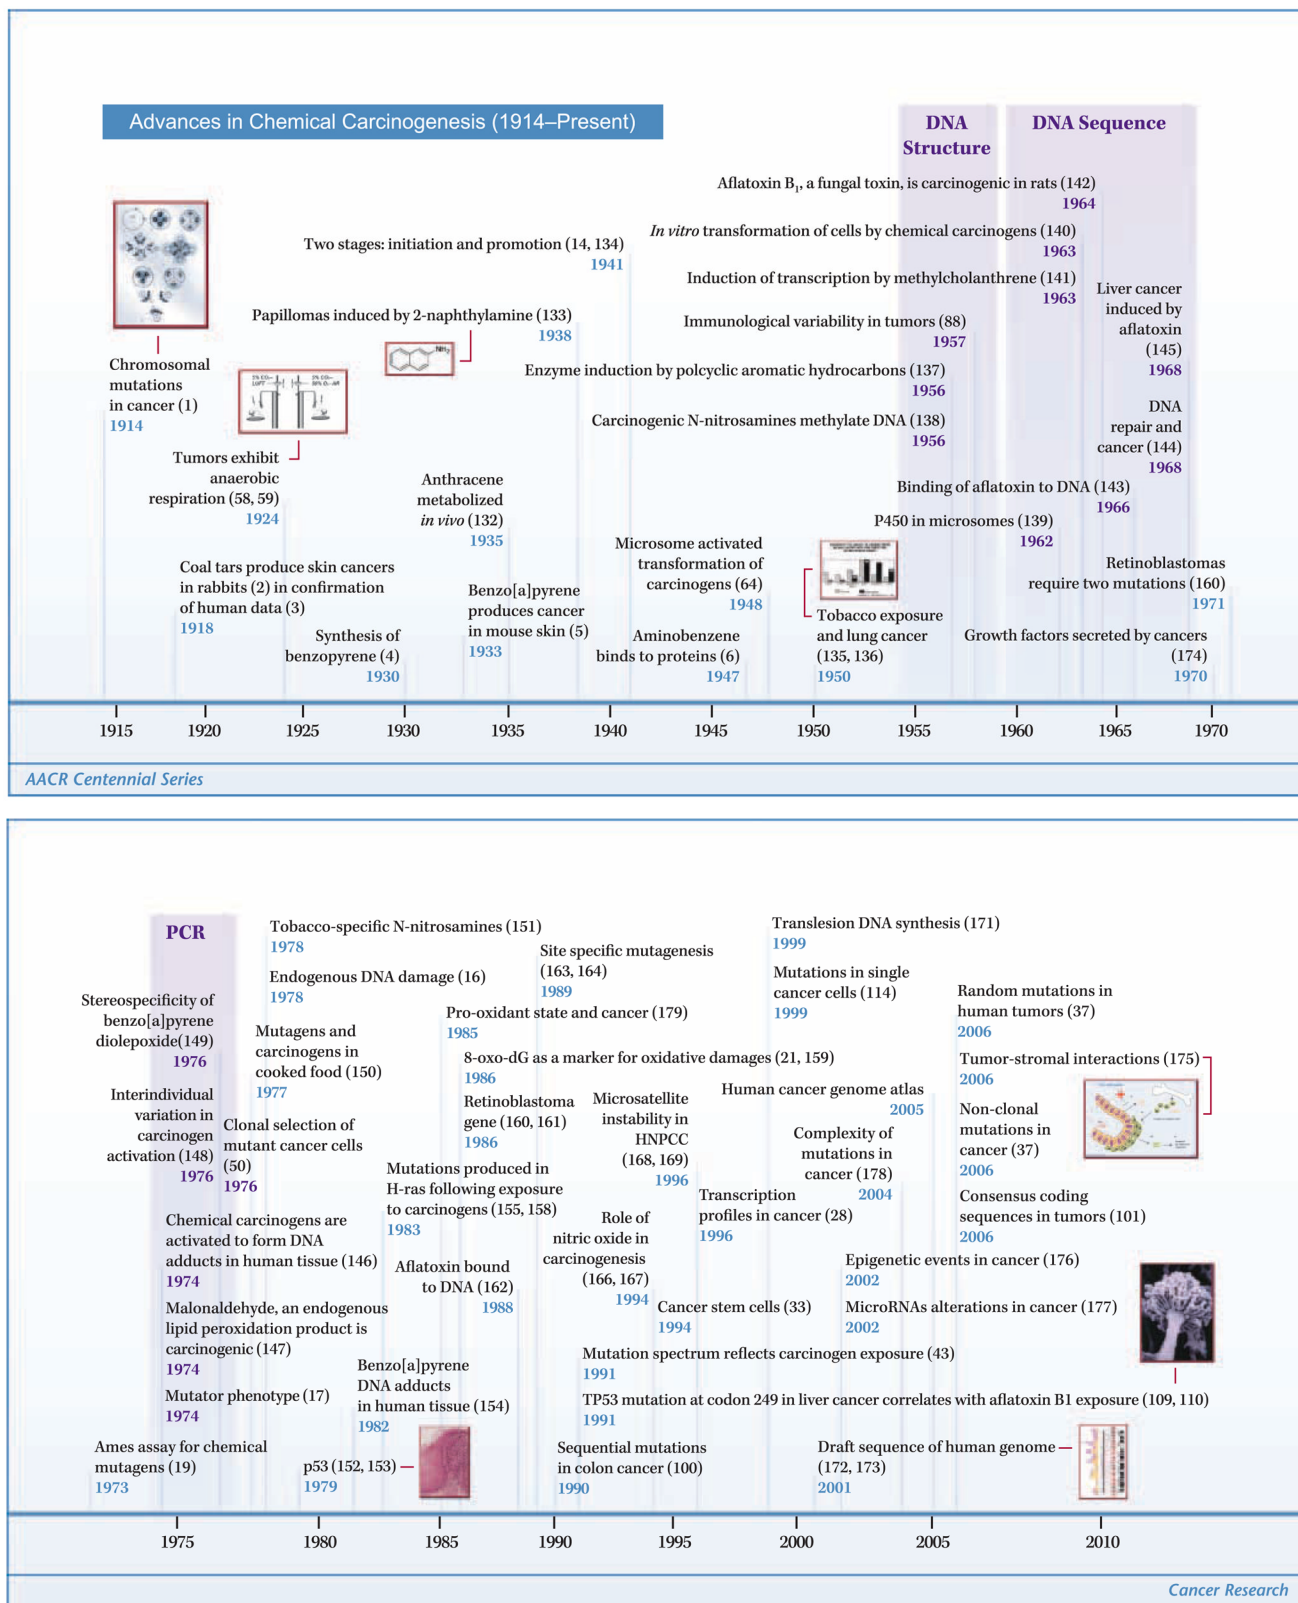 Advances in Chemical Carcinogenesis (1914–Present)
DNA
Structure
DNA Sequence
Aflatoxin B1, a fungal toxin, is carcinogenic in rats (142)
1964
In vitro transformation of cells by chemical carcinogens (140)
1963
Two stages: initiation and promotion (14, 134)
1941
Induction of transcription by methylcholanthrene (141)
1963
Liver cancer
induced by
aflatoxin
(145)
1968
Papillomas induced by 2-naphthylamine (133)
1938
NH2
Immunological variability in tumors (88)
1957
Chromosomal
mutations
in cancer (1)
1914
Enzyme induction by polcyclic aromatic hydrocarbons (137)
1956
Carcinogenic N-nitrosamines methylate DNA (138)
1956
DNA
repair and
cancer (144)
1968
Tumors exhibit
anaerobic
respiration (58, 59)
1924
Anthracene
metabolized
in vivo (132)
1935
Binding of aflatoxin to DNA (143)
1966
P450 in microsomes (139)
1962
Microsome activated
transformation of
carcinogens (64)
1948
Coal tars produce skin cancers
in rabbits (2) in confirmation
of human data (3)
1918
Benzo[a]pyrene
produces cancer
in mouse skin (5)
1933
Retinoblastomas
require two mutations (160)
1971
Tobacco exposure
and lung cancer
(135, 136)
1950
Synthesis of
benzopyrene (4)
1930
Aminobenzene
binds to proteins (6)
1947
Growth factors secreted by cancers
(174)
1970
1915 1920 1925 1930 1935 1940 1945 1950 1955 1960 1965 1970
AACR Centennial Series
PCR
Tobacco-specific N-nitrosamines (151)
1978
Translesion DNA synthesis (171)
1999
Site specific mutagenesis
(163, 164)
1989
Endogenous DNA damage (16)
1978
Mutations in single
cancer cells (114)
1999
Stereospecificity of
benzo[a]pyrene
diolepoxide(149)
1976
Random mutations in
human tumors (37)
2006
Pro-oxidant state and cancer (179)
1985
Mutagens and
carcinogens in
cooked food (150)
1977
8-oxo-dG as a marker for oxidative damages (21, 159)
1986
Tumor-stromal interactions (175)
2006
Interindividual
variation in
carcinogen
activation (148)
1976
Human cancer genome atlas
2005
Retinoblastoma
gene (160, 161)
1986
Microsatellite
instability in
HNPCC
(168, 169)
1996
Non-clonal
mutations in
cancer (37)
2006
Clonal selection of
mutant cancer cells
(50)
1976
Complexity of
mutations in
cancer (178)
2004
Mutations produced in
H-ras following exposure
to carcinogens (155, 158)
1983
Transcription
profiles in cancer (28)
1996
Consensus coding
sequences in tumors (101)
2006
Chemical carcinogens are
activated to form DNA
adducts in human tissue (146)
1974
Role of
nitric oxide in
carcinogenesis
(166, 167)
1994
Aflatoxin bound
to DNA (162)
1988
Epigenetic events in cancer (176)
2002
Malonaldehyde, an endogenous
lipid peroxidation product is
carcinogenic (147)
1974
Cancer stem cells (33)
1994
MicroRNAs alterations in cancer (177)
2002
Mutation spectrum reflects carcinogen exposure (43)
1991
Benzo[a]pyrene
DNA adducts
in human tissue (154)
1982
Mutator phenotype (17)
1974
TP53 mutation at codon 249 in liver cancer correlates with aflatoxin B1 exposure (109, 110)
1991
Ames assay for chemical
mutagens (19)
1973
p53 (152, 153)
1979
Sequential mutations
in colon cancer (100)
1990
Draft sequence of human genome
(172, 173)
2001
1975 1980 1985 1990 1995 2000 2005 2010
Cancer Research